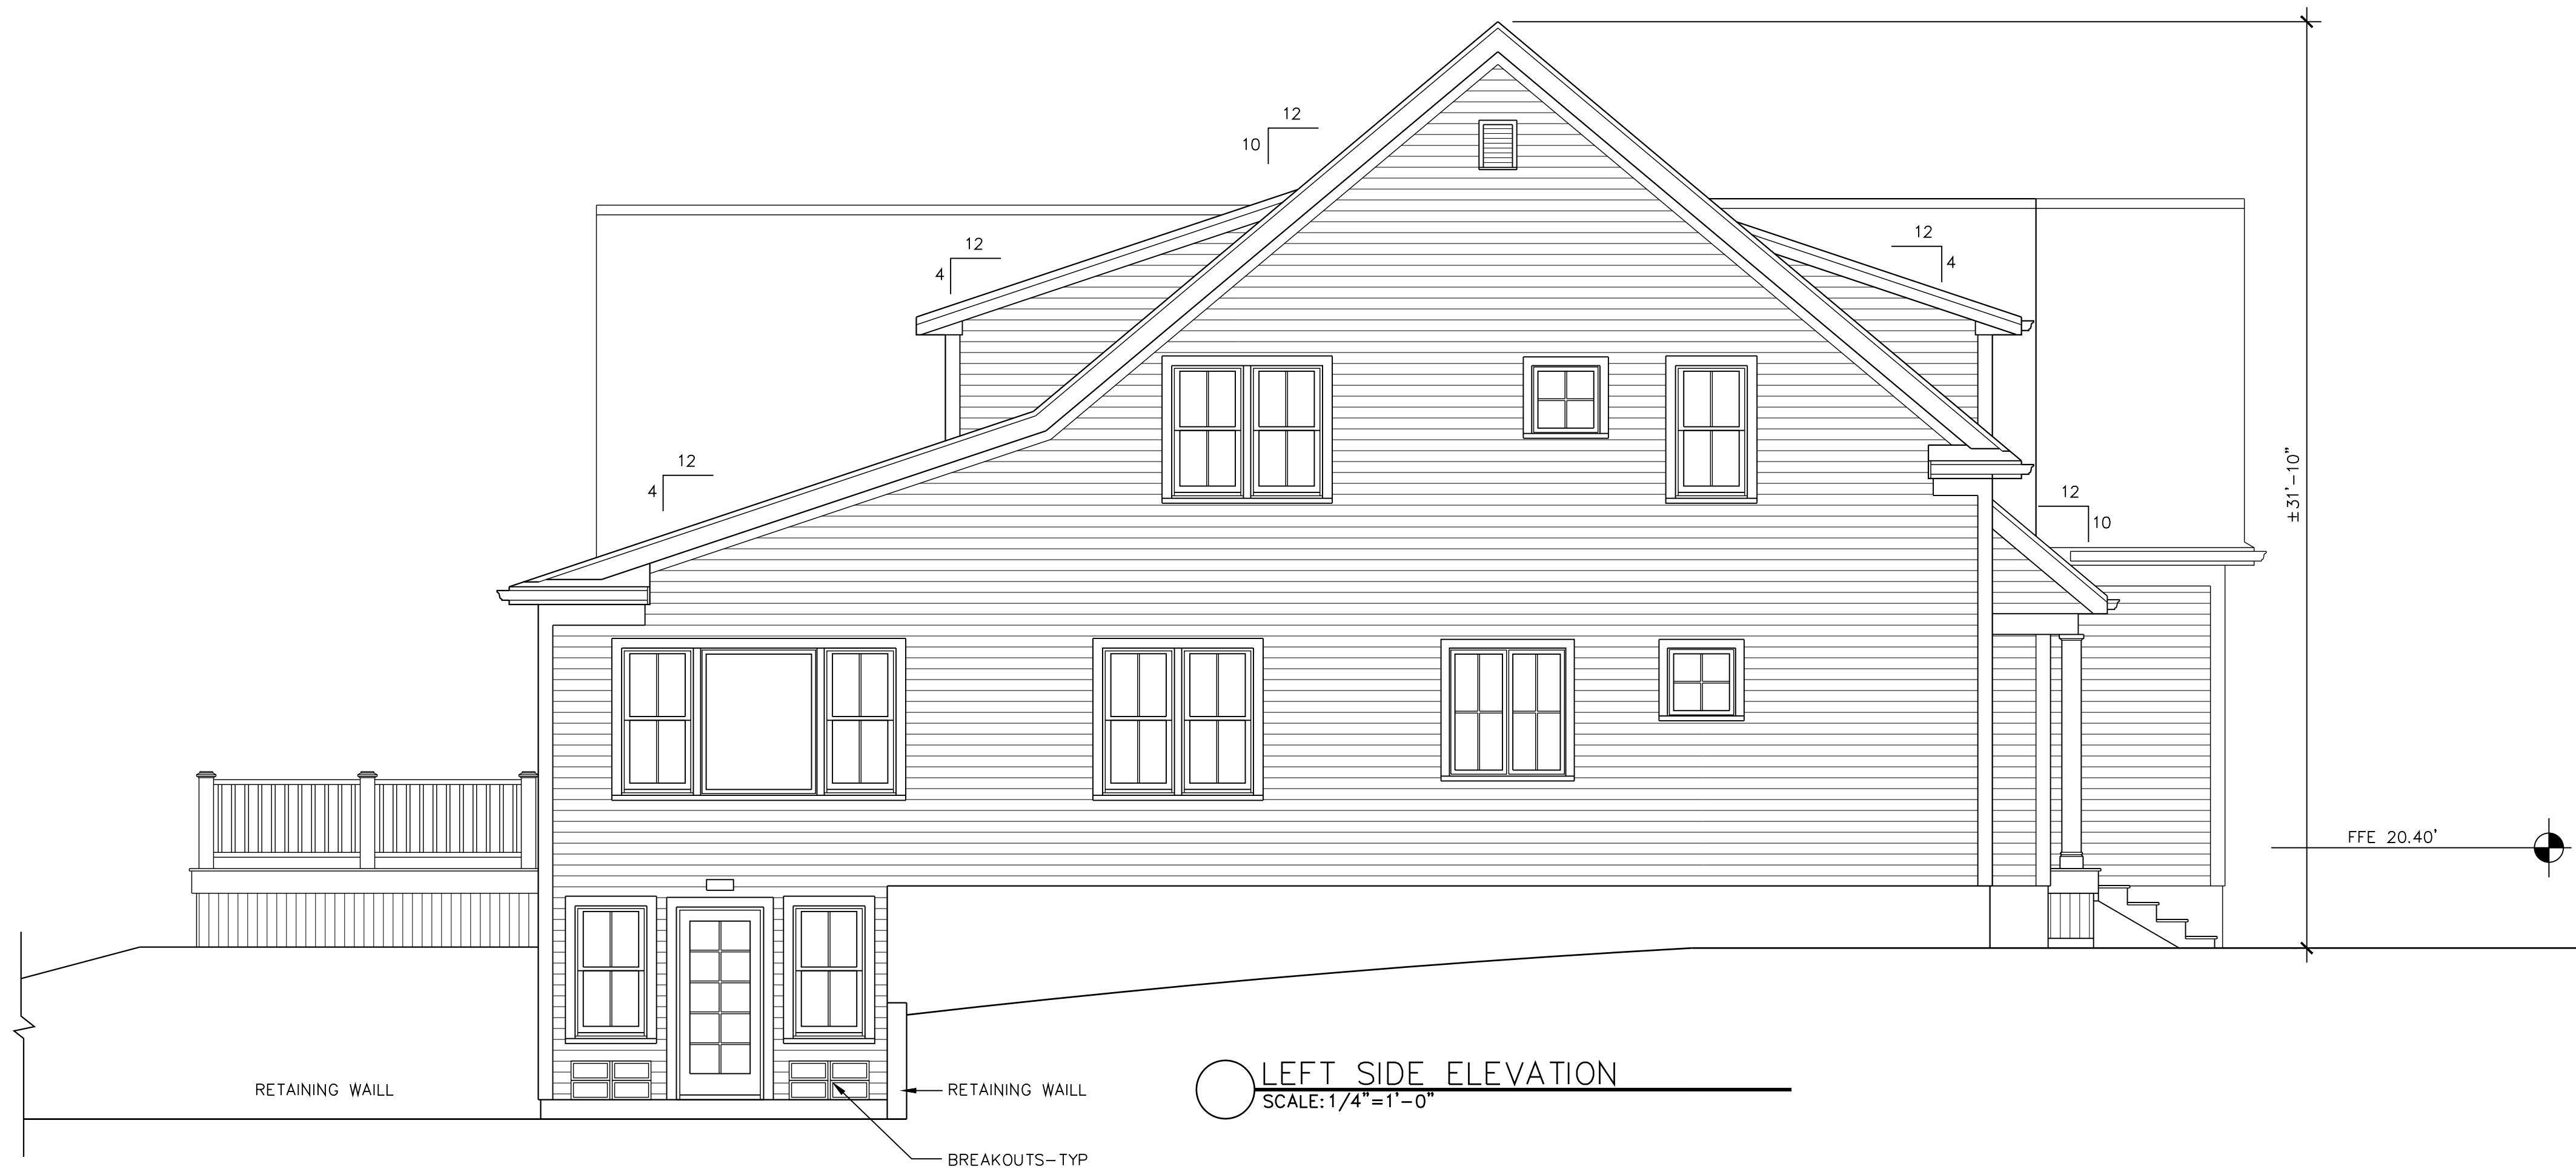 12
10
12
4
12
4
12
4
12
10
±31'-10"
FFE 20.40'
RETAINING WAILL
RETAINING WAILL
BREAKOUTS-TYP
LEFT SIDE ELEVATION
SCALE: 1/4"=1'-0"